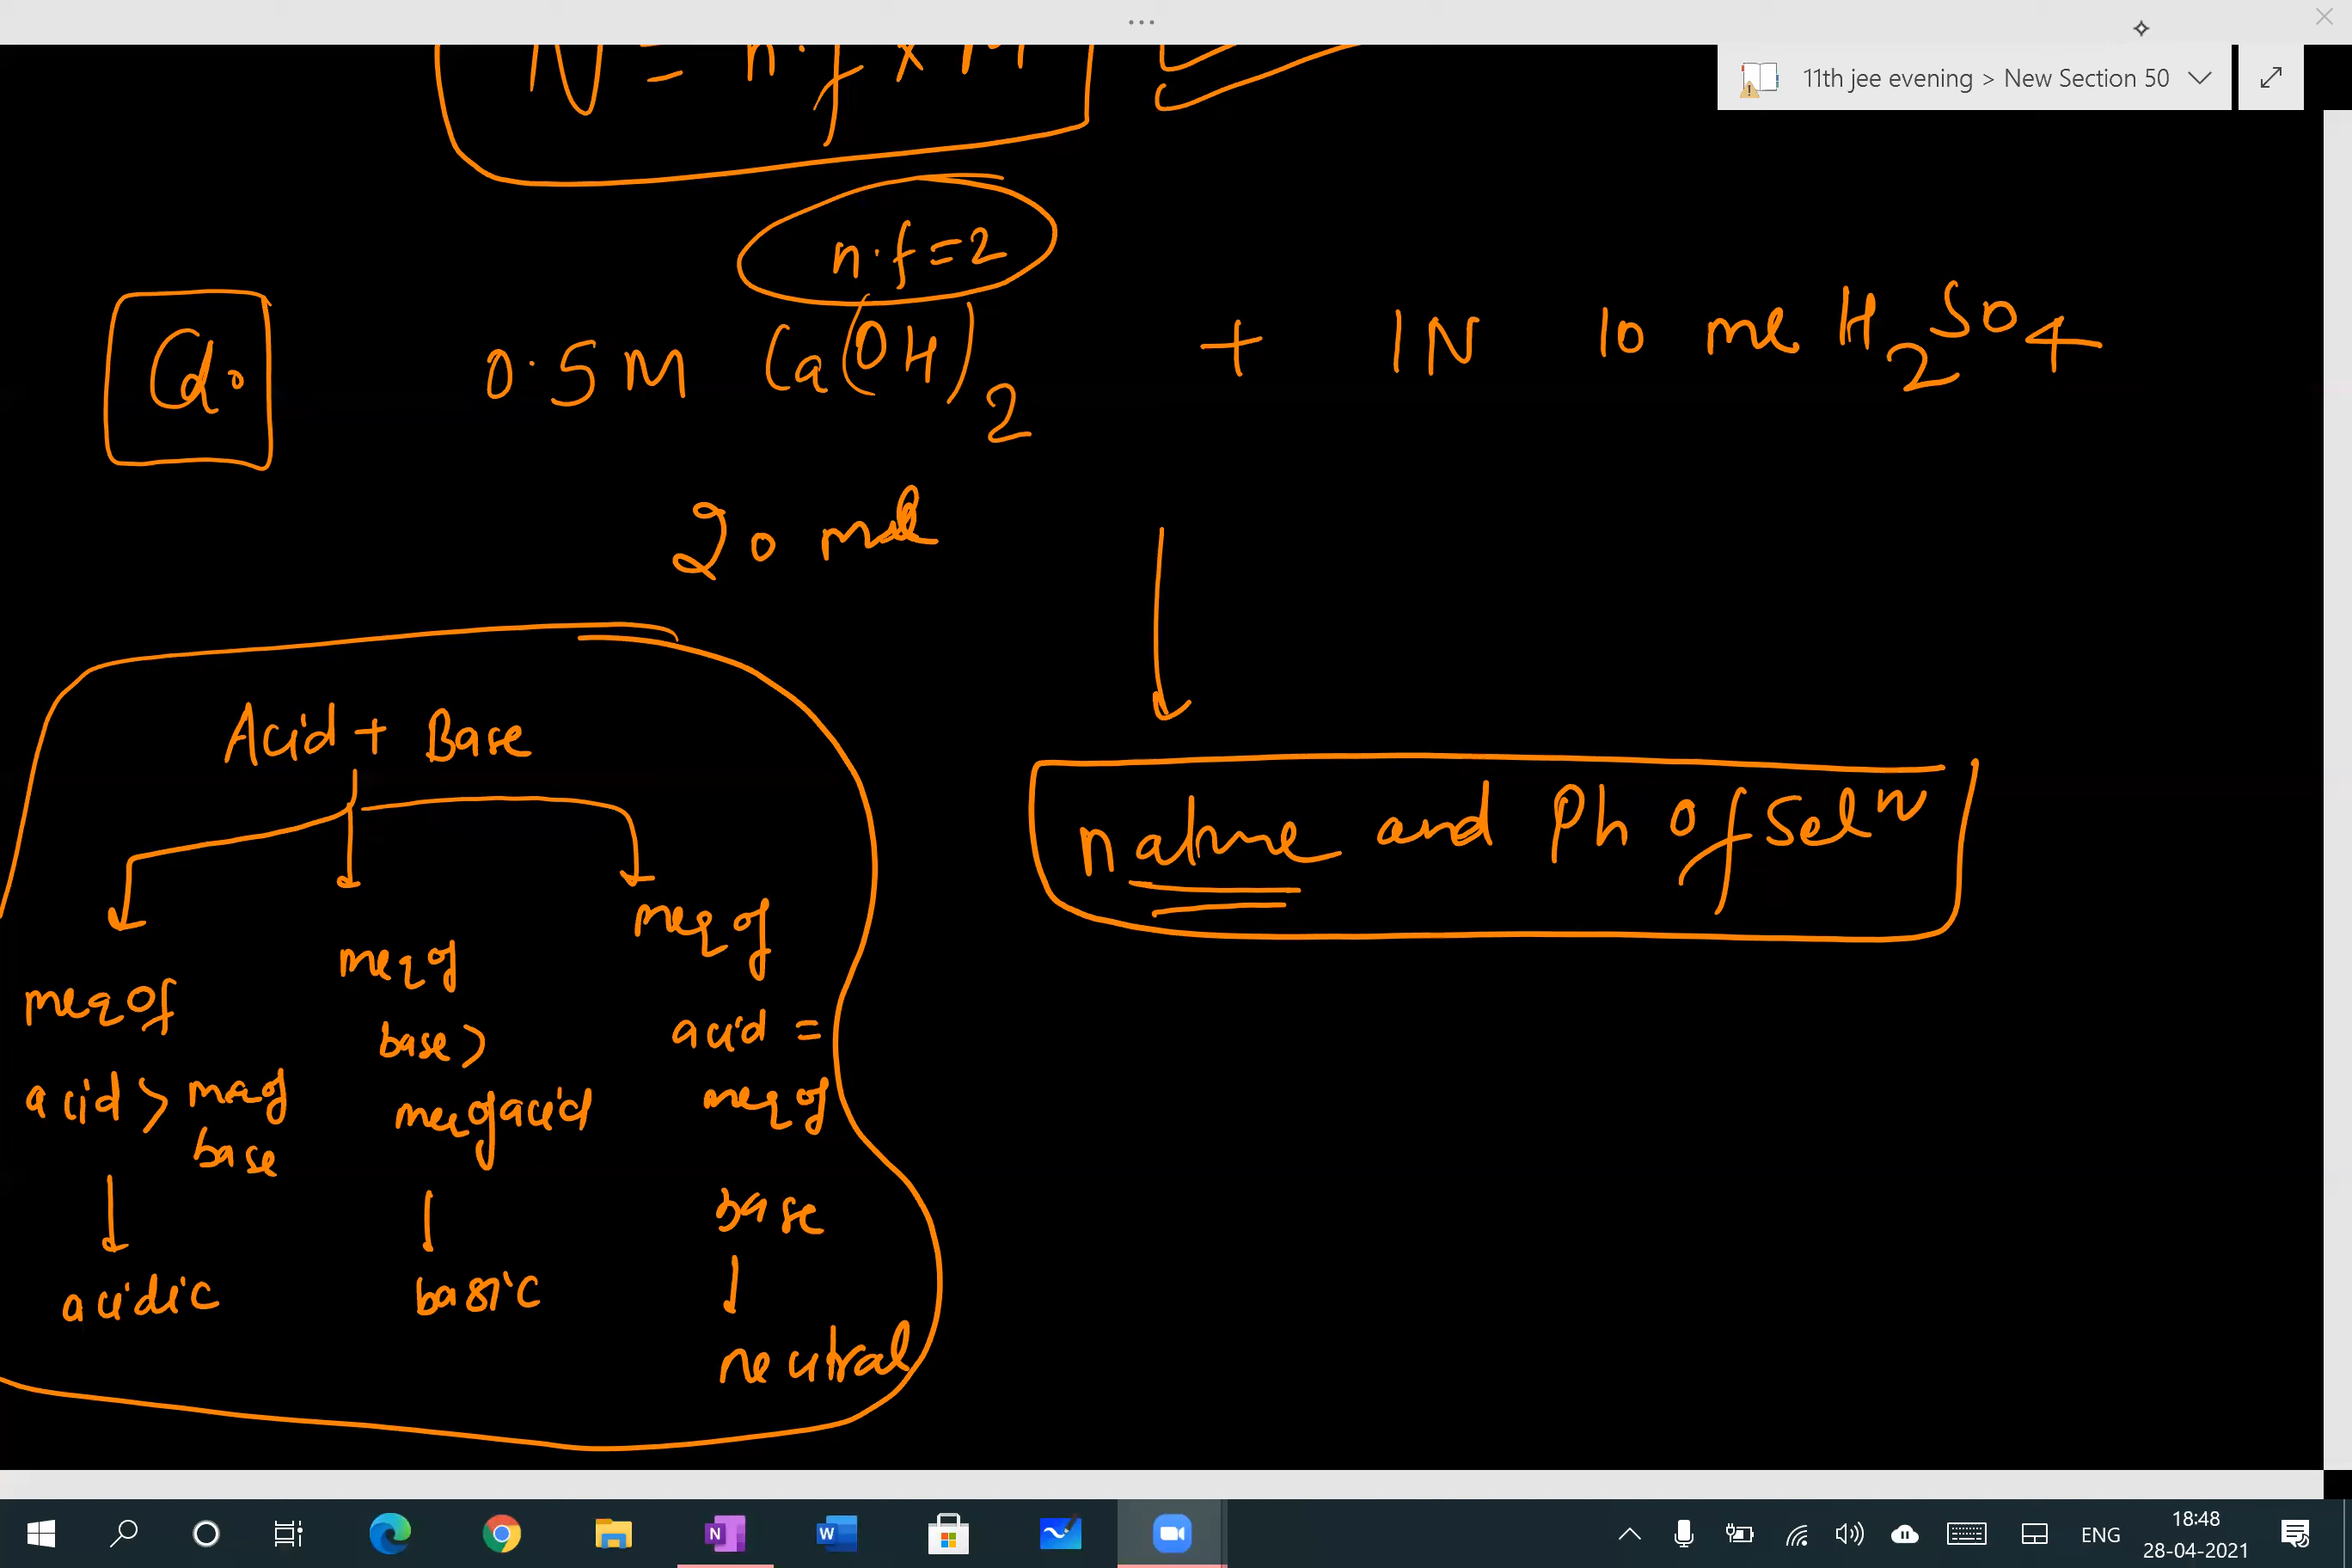 11th jee evening > New Section 50
N = n.f x M
n.f=2
Q.
0.5 M Ca(OH)2 + 1N 10 ml H2SO4
20 ml
Acid + Base
nature and Ph of Soln
meq of
acid > meq of
base
acidic
meq of
base >
meq of acid
basic
meq of
acid =
meq of
base
neutral
ENG
18:48
28-04-2021